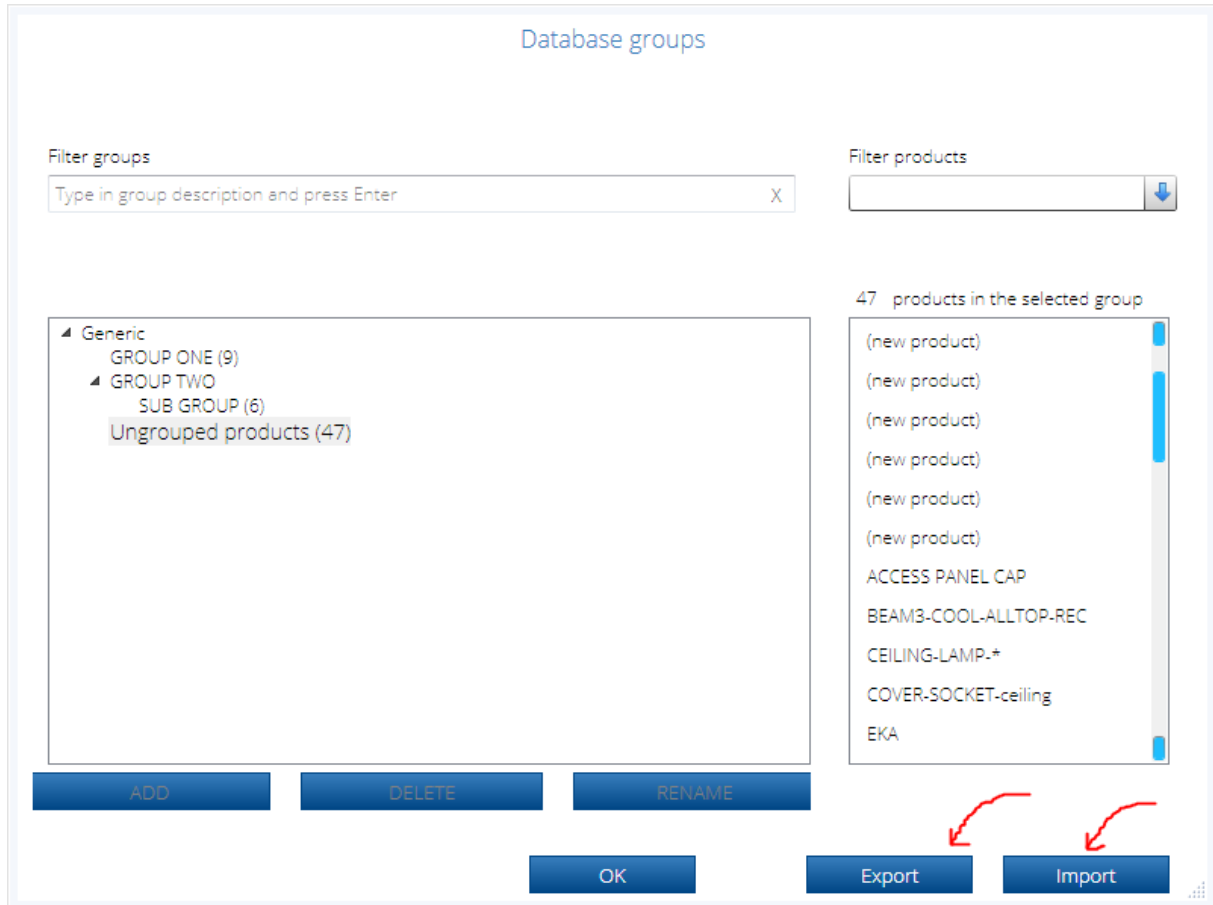 Database groups
Filter groups
Filter products
Type in group description and press Enter X
47 products in the selected group
Generic
GROUP ONE (9)
GROUP TWO
SUB GROUP (6)
Ungrouped products (47)
(new product)
(new product)
(new product)
(new product)
(new product)
(new product)
ACCESS PANEL CAP
BEAM3-COOL-ALLTOP-REC
CEILING-LAMP-*
COVER-SOCKET-ceiling
EKA
ADD
DELETE
RENAME
OK
Export
Import